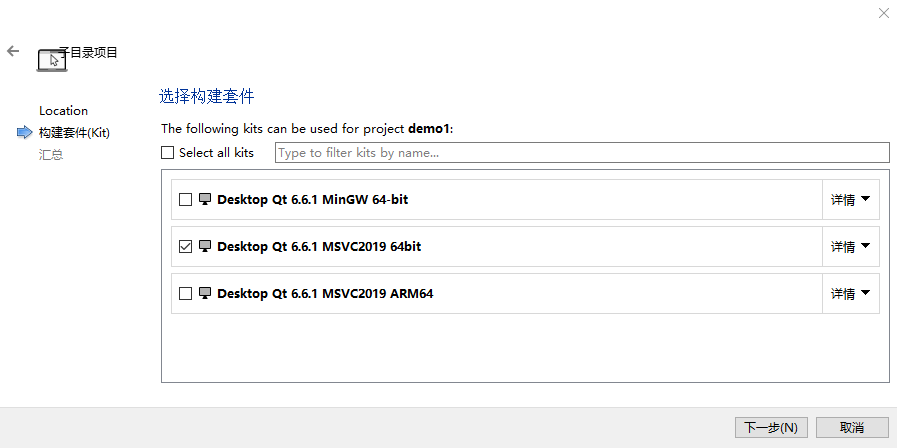 子目录项目
Location
构建套件(Kit)
汇总
选择构建套件
The following kits can be used for project demo1:
Select all kits
Type to filter kits by name...
Desktop Qt 6.6.1 MinGW 64-bit
详情
Desktop Qt 6.6.1 MSVC2019 64bit
详情
Desktop Qt 6.6.1 MSVC2019 ARM64
详情
下一步(N)
取消